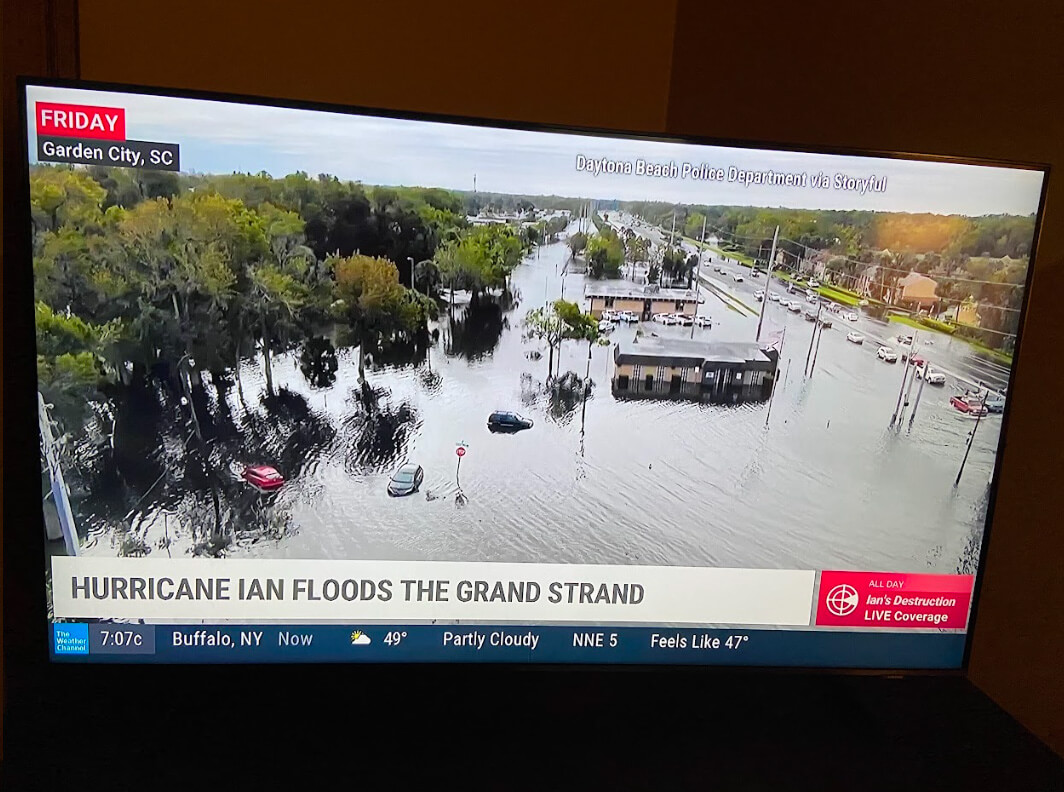 FRIDAY
Garden City, SC
Daytona Beach Police Department via Storyful
HURRICANE IAN FLOODS THE GRAND STRAND
ALL DAY
Ian's Destruction
LIVE Coverage
The
Weather
Channel
7:07c
Buffalo, NY Now 49° Partly Cloudy NNE 5 Feels Like 47°